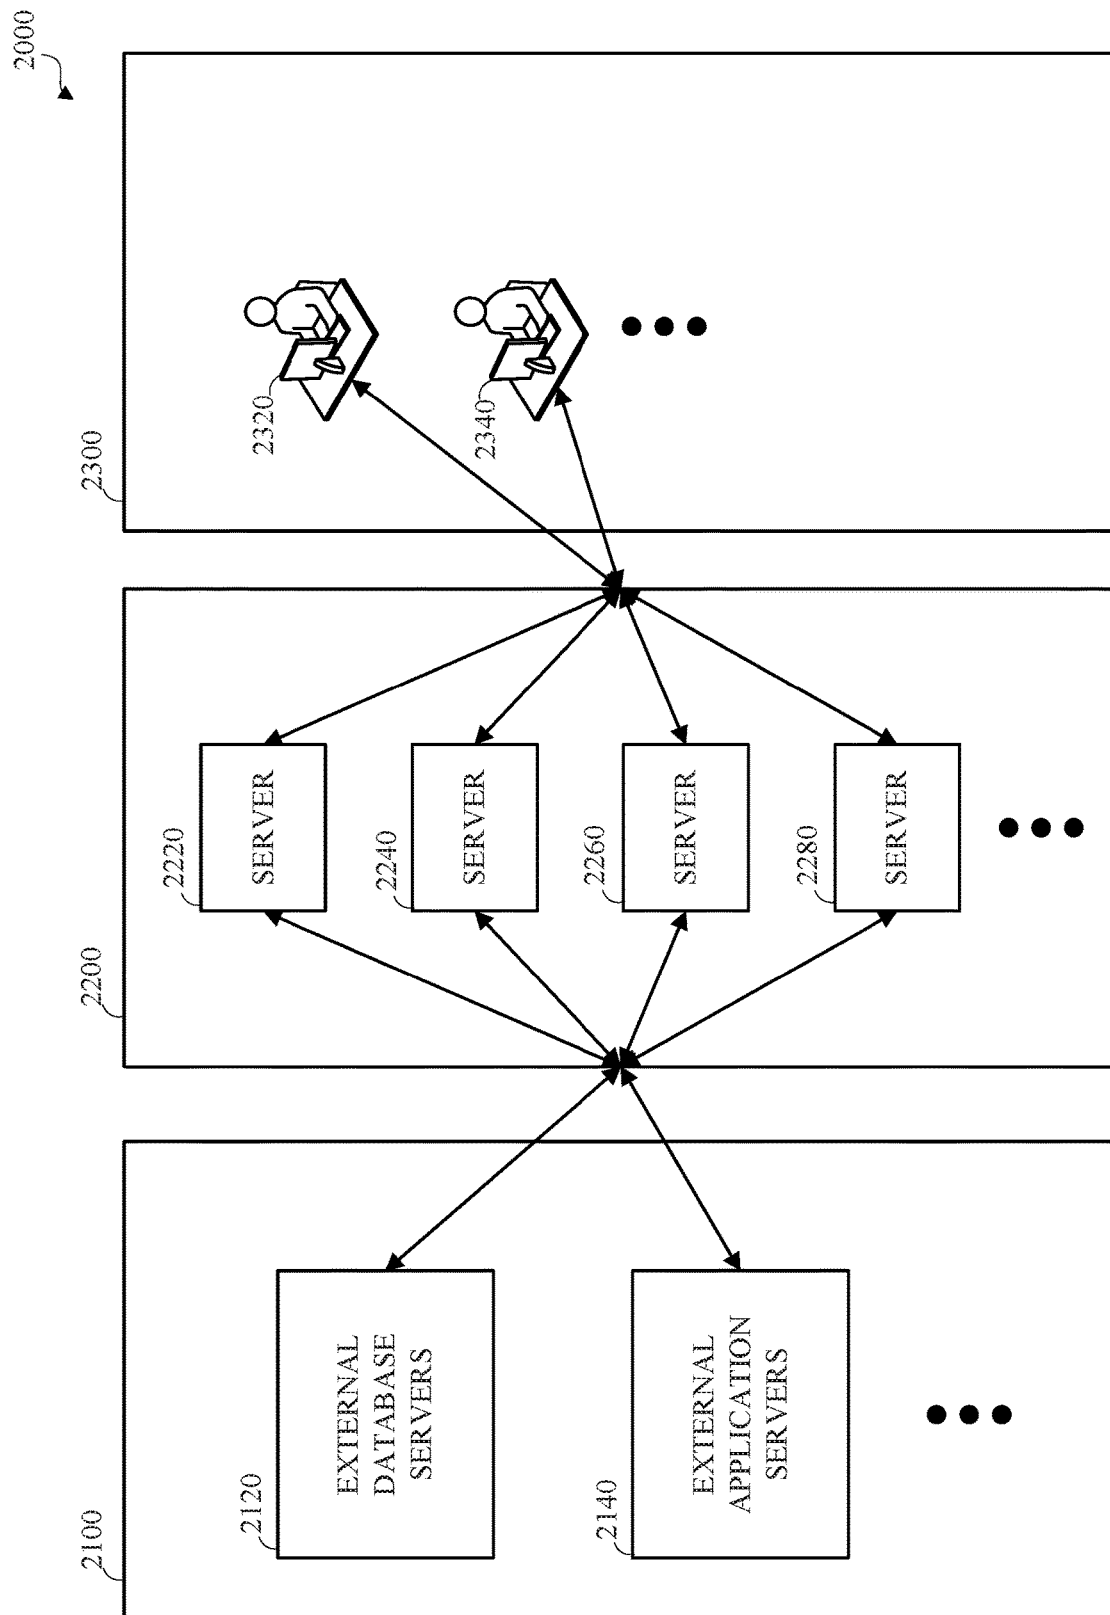 2000
2100
2120
EXTERNAL
DATABASE
SERVERS
2140
EXTERNAL
APPLICATION
SERVERS
2200
2220
SERVER
2240
SERVER
2260
SERVER
2280
SERVER
2300
2320
2340